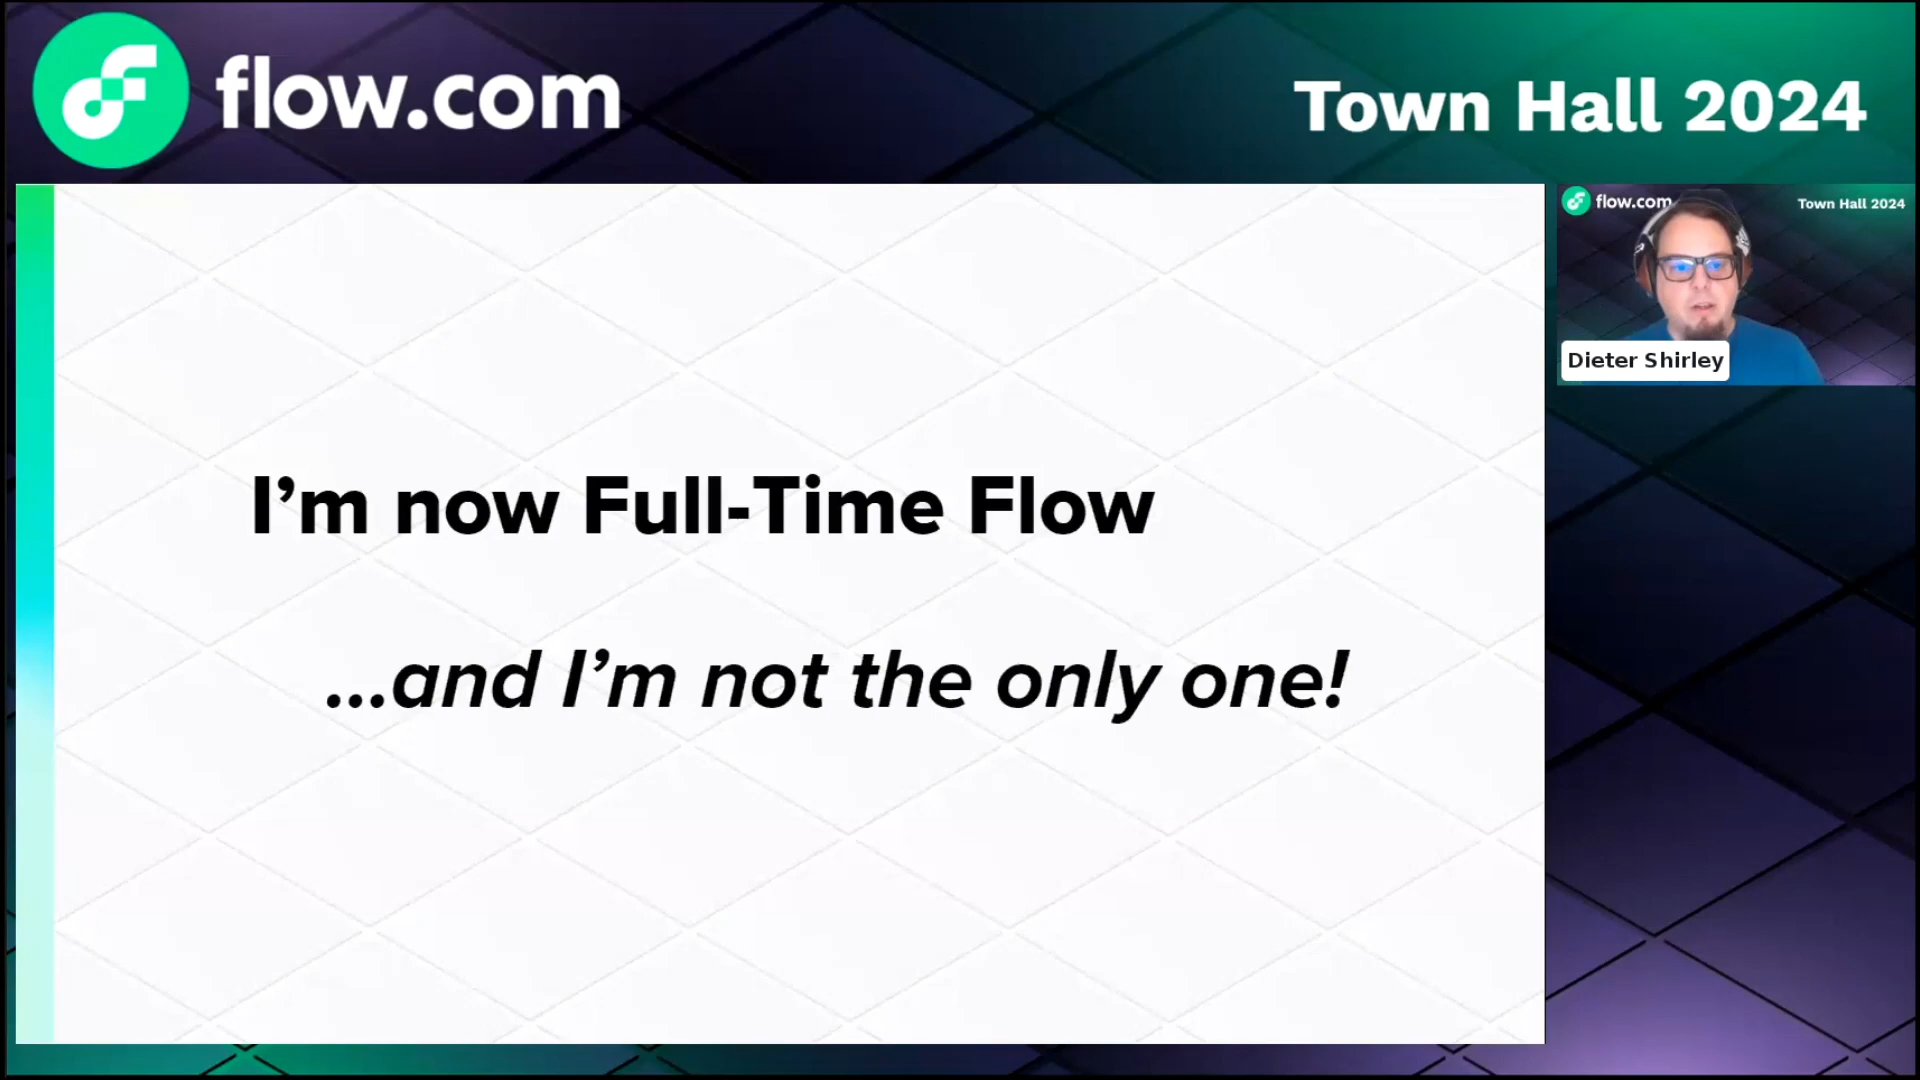 flow.com
Town Hall 2024
flow.com
Town Hall 2024
Dieter Shirley
I’m now Full-Time Flow
...and I’m not the only one!